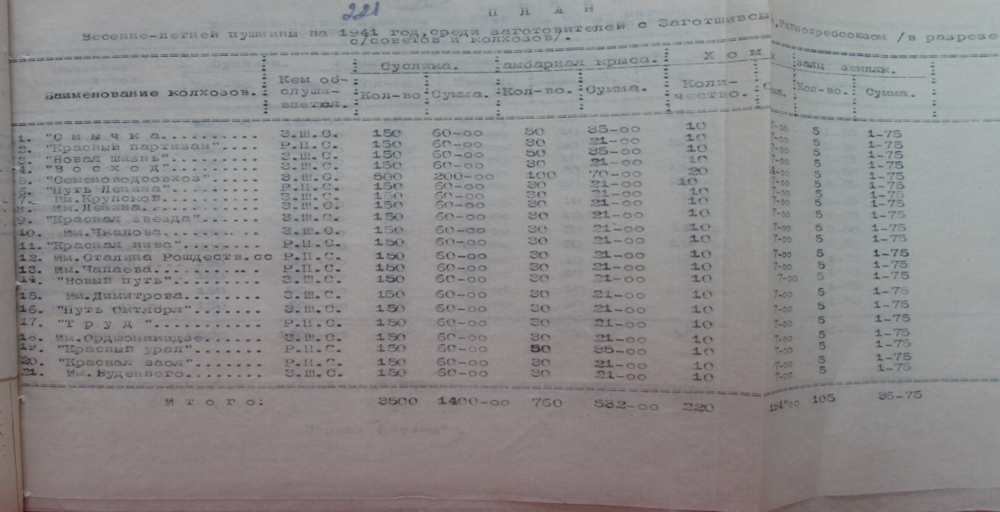 221
П Л А Н
Весенне-летней пушнины на 1941 год,среди заготовителей с Заготшивсы ,Райпотребсоюзом /в разрезе
с/советов и колхозов/.
Наименование колхозов. Кем об- Суслика. амбарная крыса. Х О М заяц земляк.
слуши- Кол-во Сумма. Кол-во. Сумма. Коли- Кол-во. Сумма.
вается. чество.
1. "С м ы ч к а.......... З.Ш.С. 150 60-00 50 35-00 10 7-00 5 1-75
2. "Красный партизан".... Р.П.С. 150 60-00 30 21-00 10 7-00 5 1-75
3. "Новая жизнь"......... З.Ш.С. 150 60-00 50 35-00 10 7-00 5 1-75
4. "В о с х о д"......... З.Ш.С. 150 60-00 30 21-00 10 7-00 5 1-75
5. "Семеноводсовхоз"..... З.Ш.С. 500 200-00 100 70-00 20 14-00 5 1-75
6. "Путь Ленина"......... Р.П.С. 150 60-00 30 21-00 10 7-00 5 1-75
7. Им.Крупской.......... З.Ш.С. 150 60-00 30 21-00 10 7-00 5 1-75
8. Им.Ленина............ З.Ш.С. 150 60-00 30 21-00 10 7-00 5 1-75
9. "Красная звезда"...... З.Ш.С. 150 60-00 30 21-00 10 7-00 5 1-75
10. Им.Чкалова.......... З.Ш.С. 150 60-00 30 21-00 10 7-00 5 1-75
11. "Красная нива"........ Р.П.С. 150 60-00 30 21-00 10 7-00 5 1-75
12. Им.Сталина Рождеств.сс Р.П.С. 150 60-00 30 21-00 10 7-00 5 1-75
13. Им.Чапаева........... Р.П.С. 150 60-00 30 21-00 10 7-00 5 1-75
14. "Новый путь"......... З.Ш.С. 150 60-00 30 21-00 10 7-00 5 1-75
15. Им.Димитрова........ З.Ш.С. 150 60-00 30 21-00 10 7-00 5 1-75
16. "Путь Октября"....... З.Ш.С. 150 60-00 30 21-00 10 7-00 5 1-75
17. "Т р у д "........... Р.П.С. 150 60-00 30 21-00 10 7-00 5 1-75
18. Им.Орджоникидзе...... З.Ш.С. 150 60-00 30 21-00 10 7-00 5 1-75
19. "Красный урал"....... Р.П.С. 150 60-00 50 35-00 10 7-00 5 1-75
20. "Красная заоя"....... Р.П.С. 150 60-00 30 21-00 10 7-00 5 1-75
21. Им.Буденного........ З.Ш.С. 150 60-00 30 21-00 10 7-00 5 1-75
И т о г о: 3500 1400-00 760 532-00 220 154"00 105 36-75